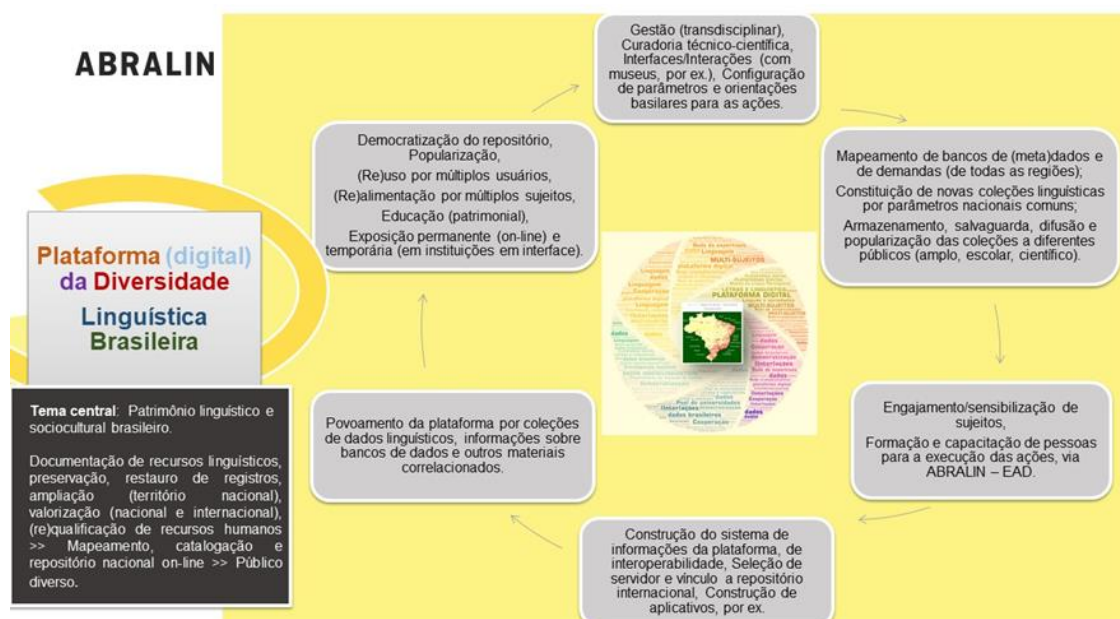 ABRALIN
Gestão (transdisciplinar),
Curadoria técnico-científica,
Interfaces/Interações (com
museus, por ex.), Configuração
de parâmetros e orientações
basilares para as ações.
Mapeamento de bancos de (meta)dados e
de demandas (de todas as regiões);
Constituição de novas coleções linguísticas
por parâmetros nacionais comuns;
Armazenamento, salvaguarda, difusão e
popularização das coleções a diferentes
públicos (amplo, escolar, científico).
Engajamento/sensibilização de
sujeitos,
Formação e capacitação de pessoas
para a execução das ações, via
ABRALIN – EAD.
Construção do sistema de
informações da plataforma, de
interoperabilidade, Seleção de
servidor e vínculo a repositório
internacional, Construção de
aplicativos, por ex.
Povoamento da plataforma por coleções
de dados linguísticos, informações sobre
bancos de dados e outros materiais
correlacionados.
Democratização do repositório,
Popularização,
(Re)uso por múltiplos usuários,
(Re)alimentação por múltiplos sujeitos,
Educação (patrimonial),
Exposição permanente (on-line) e
temporária (em instituições em interface).
Plataforma (digital)
da Diversidade
Linguística
Brasileira
Tema central: Patrimônio linguístico e
sociocultural brasileiro.
Documentação de recursos linguísticos,
preservação, restauro de registros,
ampliação (território nacional),
valorização (nacional e internacional),
(re)qualificação de recursos humanos
>> Mapeamento, catalogação e
repositório nacional on-line >> Público
diverso.
MULTI-SUJEITOS
PLATAFORMA DIGITAL